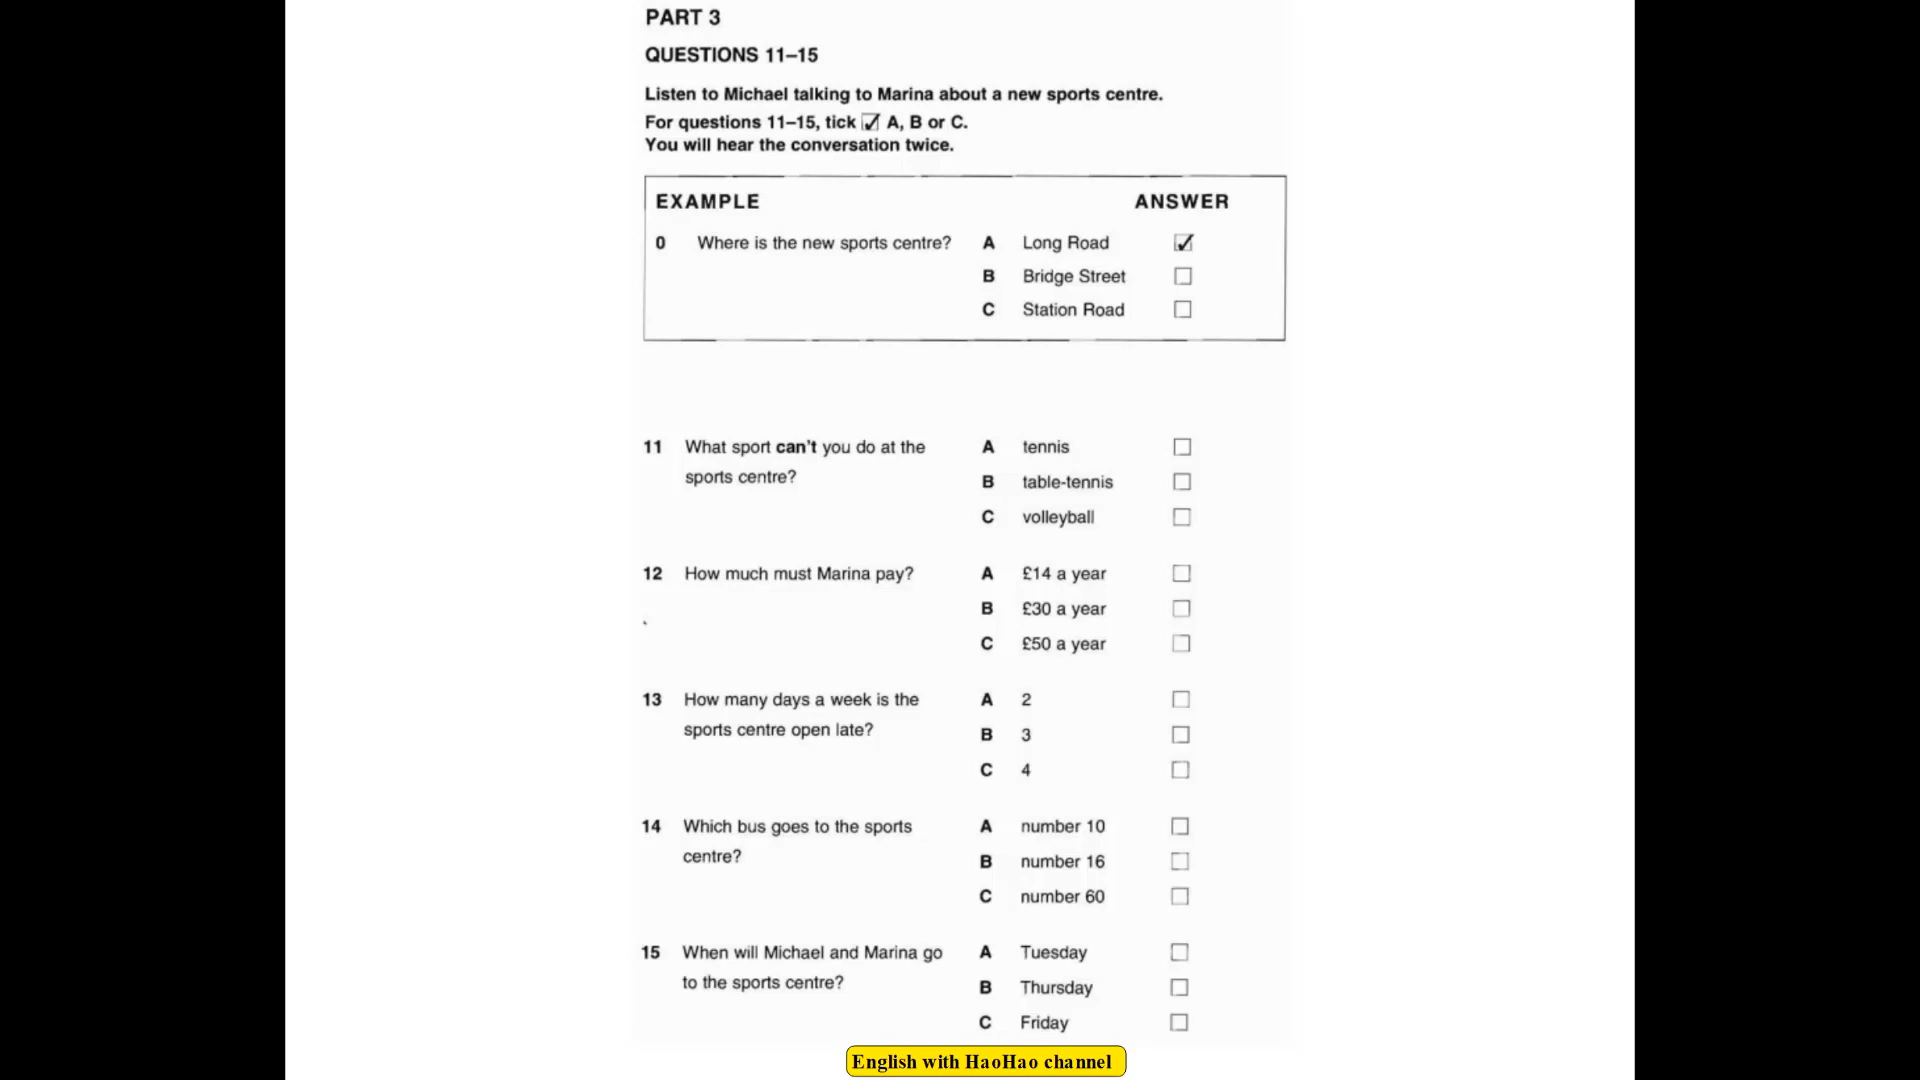 PART 3
QUESTIONS 11–15
Listen to Michael talking to Marina about a new sports centre.
For questions 11–15, tick ☑ A, B or C.
You will hear the conversation twice.
EXAMPLE ANSWER
0 Where is the new sports centre? A Long Road ☑
B Bridge Street ☐
C Station Road ☐
11 What sport can't you do at the A tennis ☐
sports centre?
B table-tennis ☐
C volleyball ☐
12 How much must Marina pay? A £14 a year ☐
B £30 a year ☐
C £50 a year ☐
13 How many days a week is the A 2 ☐
sports centre open late?
B 3 ☐
C 4 ☐
14 Which bus goes to the sports A number 10 ☐
centre?
B number 16 ☐
C number 60 ☐
15 When will Michael and Marina go A Tuesday ☐
to the sports centre?
B Thursday ☐
C Friday ☐
English with HaoHao channel